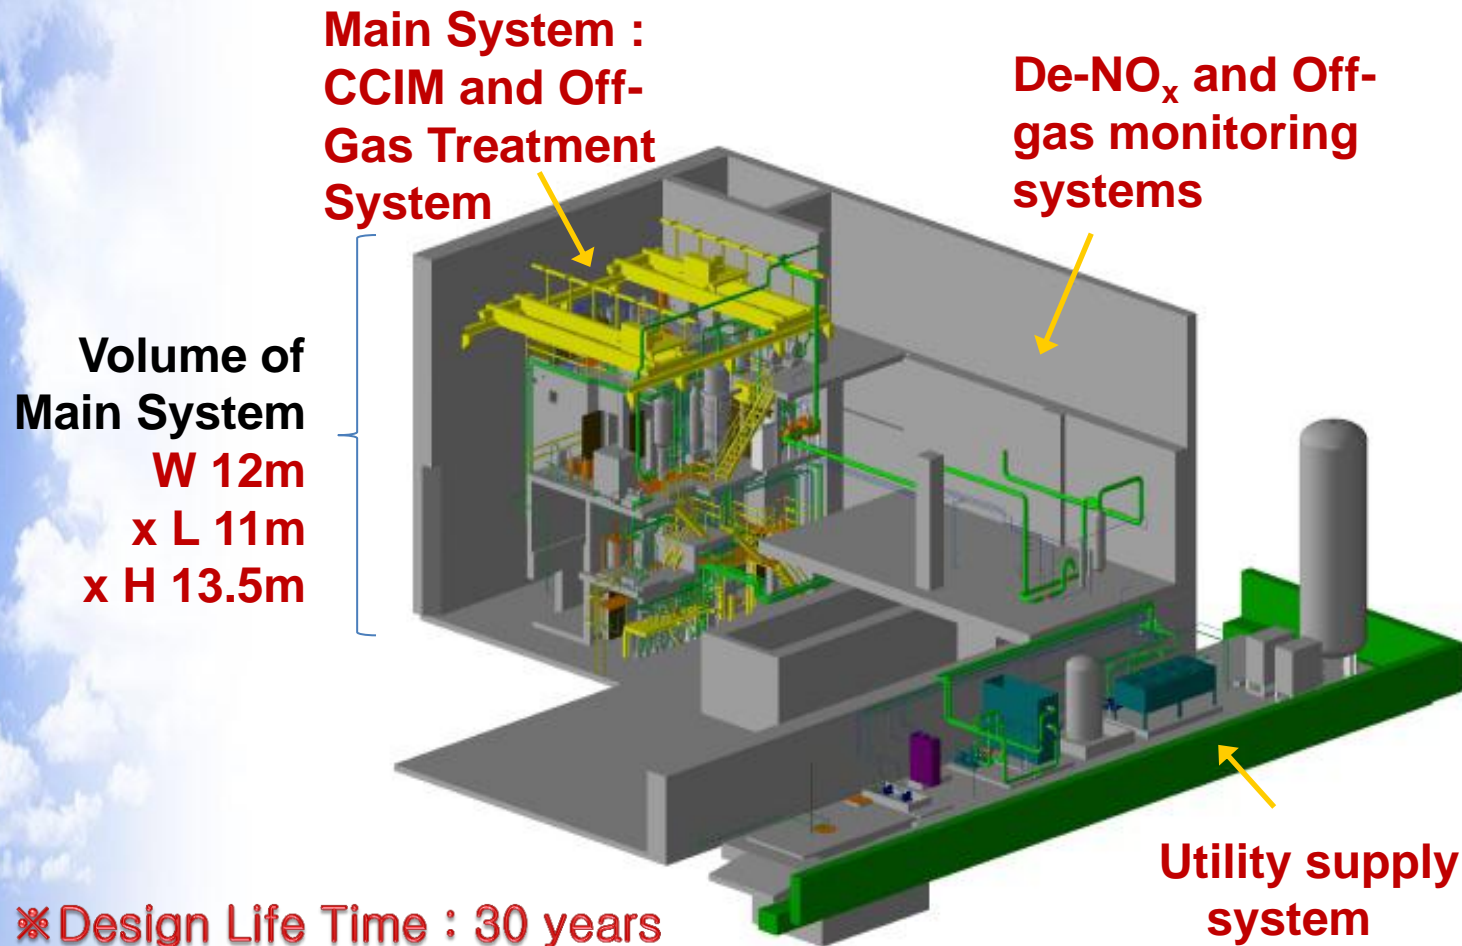 Main System :
CCIM and Off-
Gas Treatment
System
De-NOx and Off-
gas monitoring
systems
Volume of
Main System
W 12m
x L 11m
x H 13.5m
Utility supply
system
※Design Life Time : 30 years